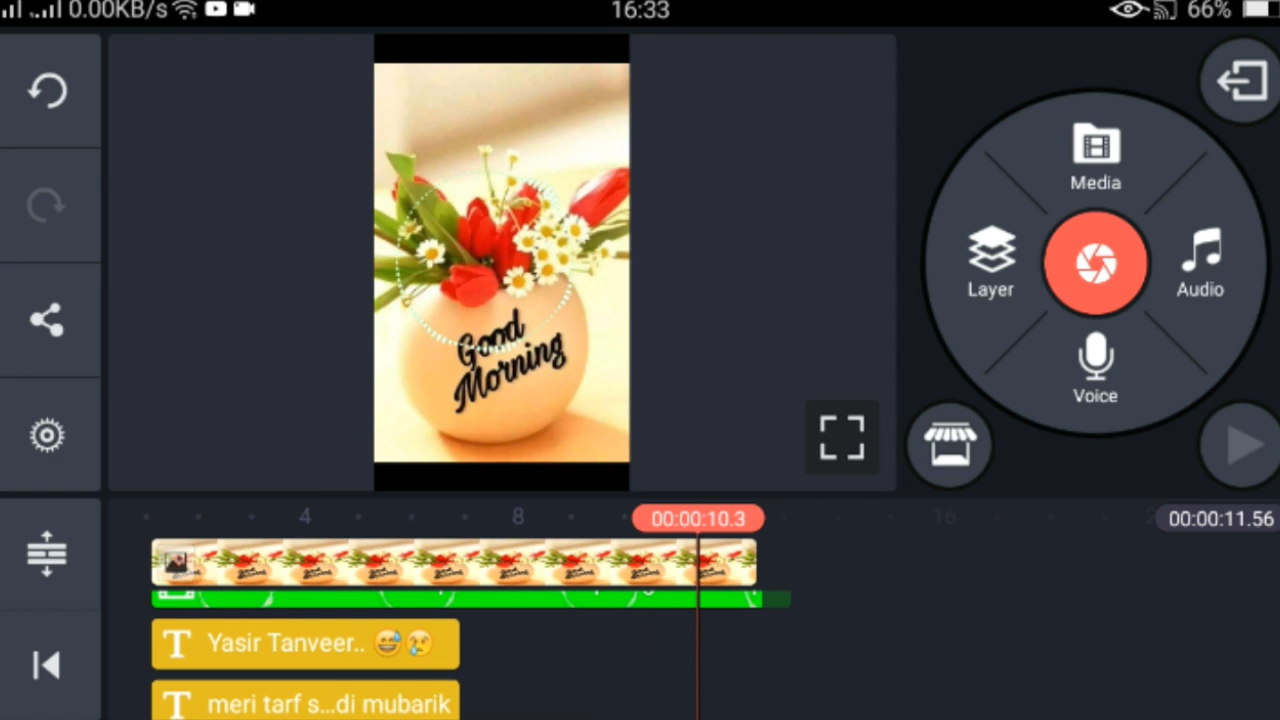 0.00KB/s
16:33
66%
Media
Layer
Audio
Voice
Good
Morning
4
8
00:00:10.3
16
00:00:11.56
Yasir Tanveer.. 😅😢
meri tarf s...di mubarik